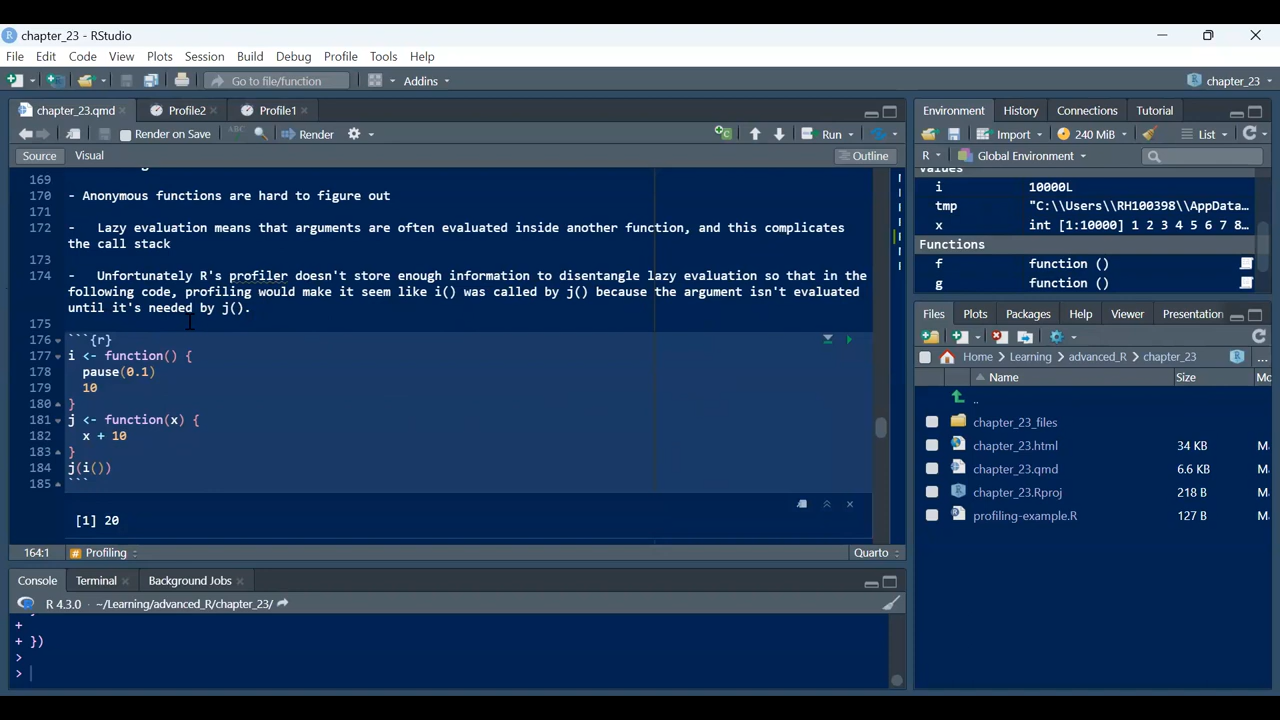 chapter_23 - RStudio
File Edit Code View Plots Session Build Debug Profile Tools Help
Go to file/function Addins chapter_23
chapter_23.qmd Profile2 Profile1
Render on Save ABC Render Run
Source Visual Outline
169
170 - Anonymous functions are hard to figure out
171
172 - Lazy evaluation means that arguments are often evaluated inside another function, and this complicates
the call stack
173
174 - Unfortunately R's profiler doesn't store enough information to disentangle lazy evaluation so that in the
following code, profiling would make it seem like i() was called by j() because the argument isn't evaluated
until it's needed by j().
175
176 ```{r}
177 i <- function() {
178 pause(0.1)
179 10
180 }
181 j <- function(x) {
182 x + 10
183 }
184 j(i())
185 ```
[1] 20
164:1 # Profiling Quarto
Console Terminal Background Jobs
R 4.3.0 · ~/Learning/advanced_R/chapter_23/
+
+ })
>
>
Environment History Connections Tutorial
Import 240 MiB List
R Global Environment
Values
i 10000L
tmp "C:\\Users\\RH100398\\AppData…
x int [1:10000] 1 2 3 4 5 6 7 8…
Functions
f function ()
g function ()
Files Plots Packages Help Viewer Presentation
Home Learning advanced_R chapter_23 ...
Name Size Mo
..
chapter_23_files
chapter_23.html 34 KB M
chapter_23.qmd 6.6 KB M
chapter_23.Rproj 218 B M
profiling-example.R 127 B M